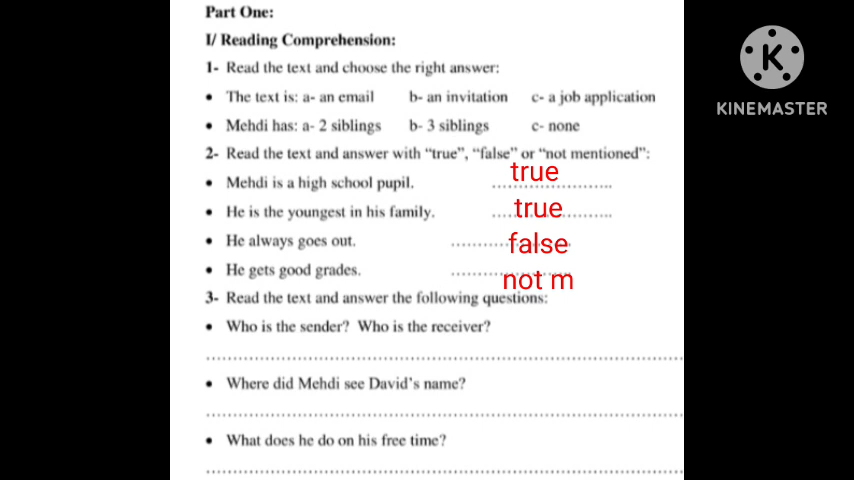 Part One:
I/ Reading Comprehension:
1- Read the text and choose the right answer:
• The text is: a- an email b- an invitation c- a job application
• Mehdi has: a- 2 siblings b- 3 siblings c- none
2- Read the text and answer with “true”, “false” or “not mentioned”:
• Mehdi is a high school pupil. true
• He is the youngest in his family. true
• He always goes out. false
• He gets good grades. not m
3- Read the text and answer the following questions:
• Who is the sender? Who is the receiver?
• Where did Mehdi see David’s name?
• What does he do on his free time?
K
KINEMASTER